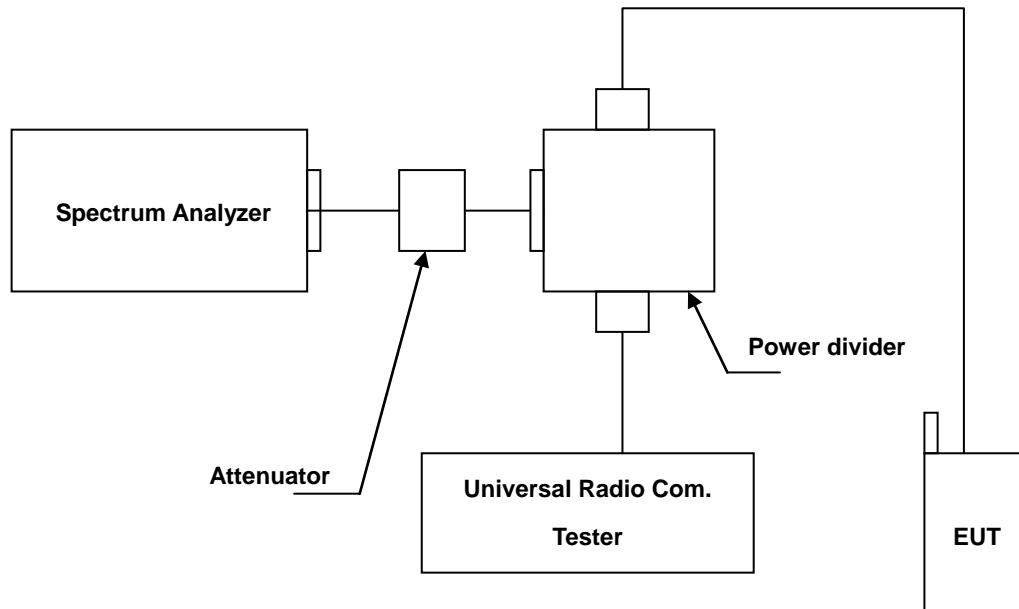 Spectrum Analyzer
Power divider
Attenuator
Universal Radio Com.
Tester
EUT